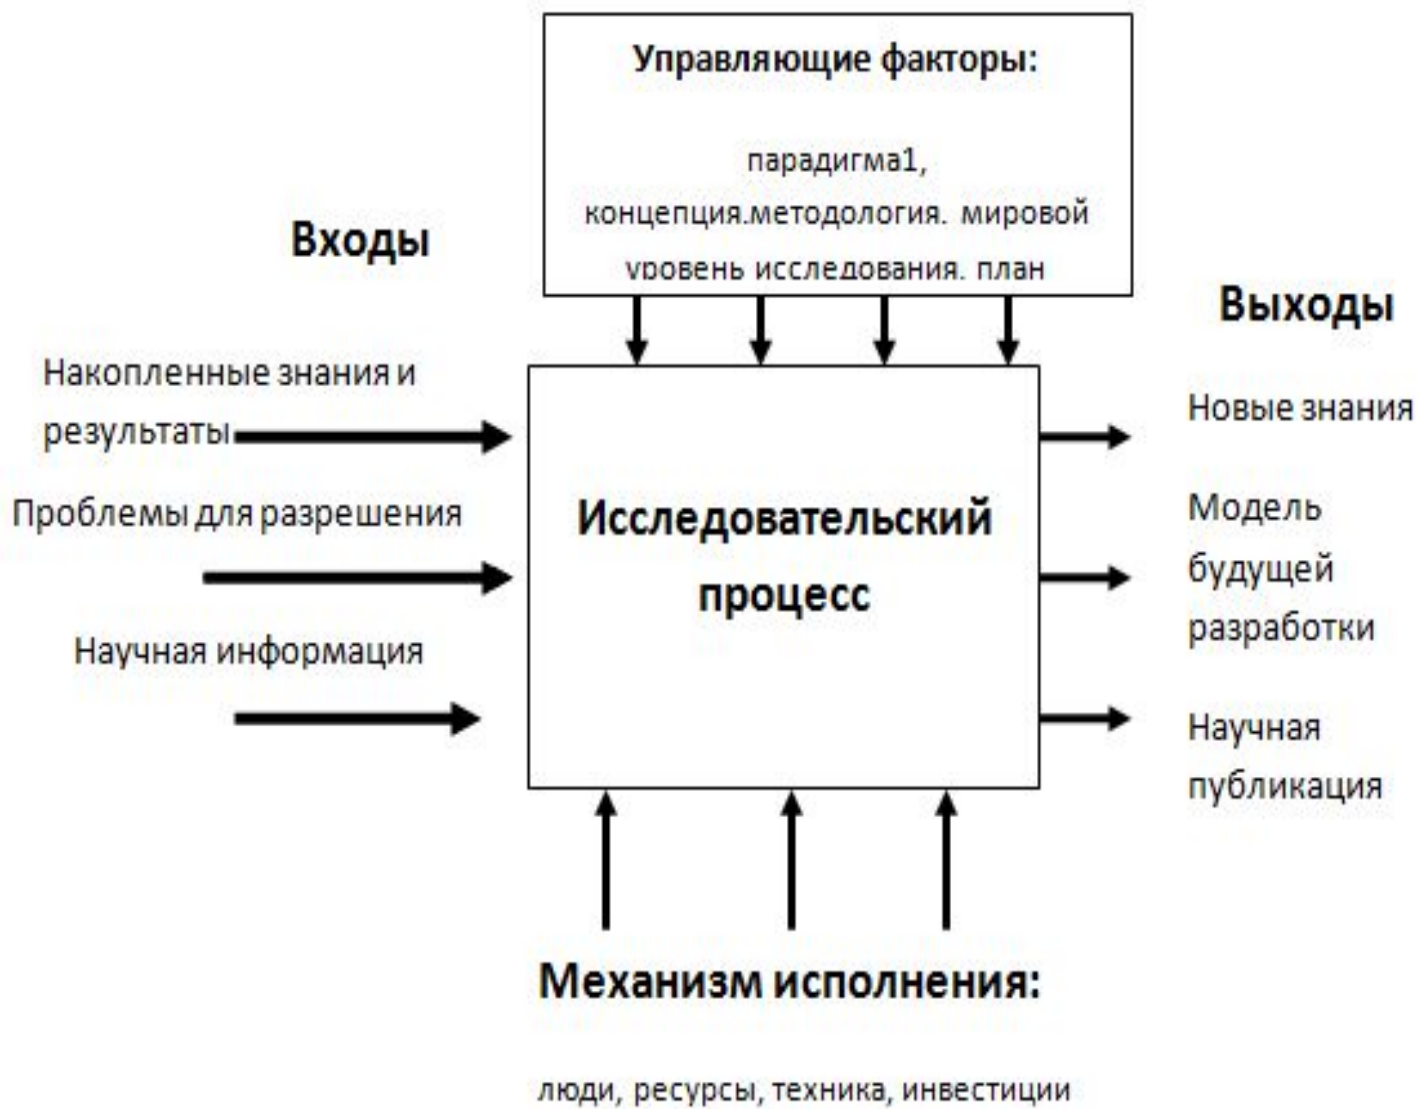 Управляющие факторы:
парадигма1,
концепция.методология. мировой
уровень исследования. план
Входы
Выходы
Накопленные знания и
результаты
Проблемы для разрешения
Научная информация
Исследовательский
процесс
Новые знания
Модель
будущей
разработки
Научная
публикация
Механизм исполнения:
люди, ресурсы, техника, инвестиции